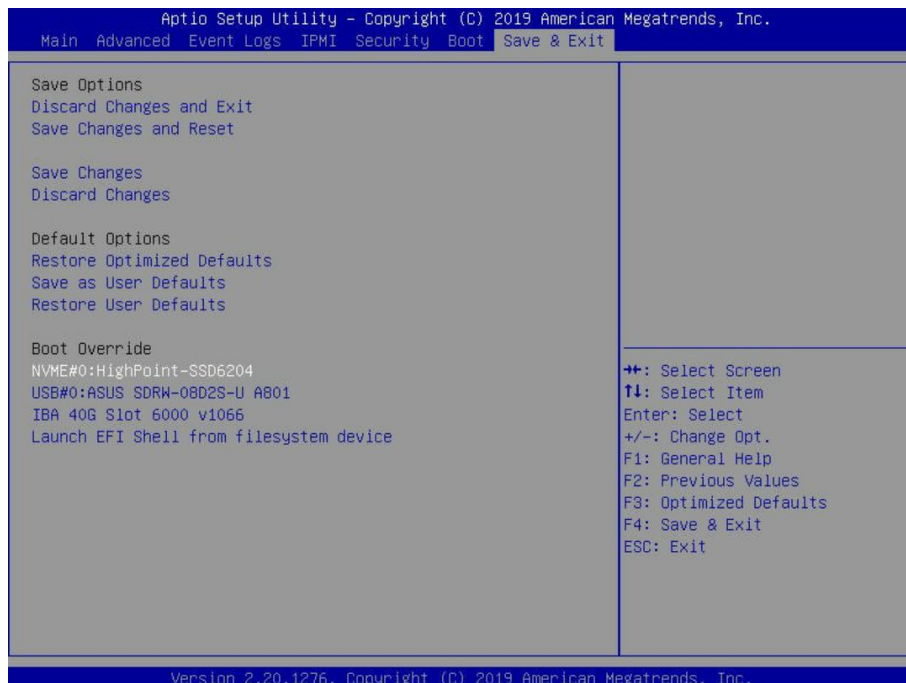 Aptio Setup Utility – Copyright (C) 2019 American Megatrends, Inc.
Main Advanced Event Logs IPMI Security Boot Save & Exit
Save Options
Discard Changes and Exit
Save Changes and Reset
Save Changes
Discard Changes
Default Options
Restore Optimized Defaults
Save as User Defaults
Restore User Defaults
Boot Override
NVME#0:HighPoint-SSD6204
USB#0:ASUS SDRW-08D2S-U A801
IBA 40G Slot 6000 v1066
Launch EFI Shell from filesystem device
→←: Select Screen
↑↓: Select Item
Enter: Select
+/-: Change Opt.
F1: General Help
F2: Previous Values
F3: Optimized Defaults
F4: Save & Exit
ESC: Exit
Version 2.20.1276. Copyright (C) 2019 American Megatrends, Inc.